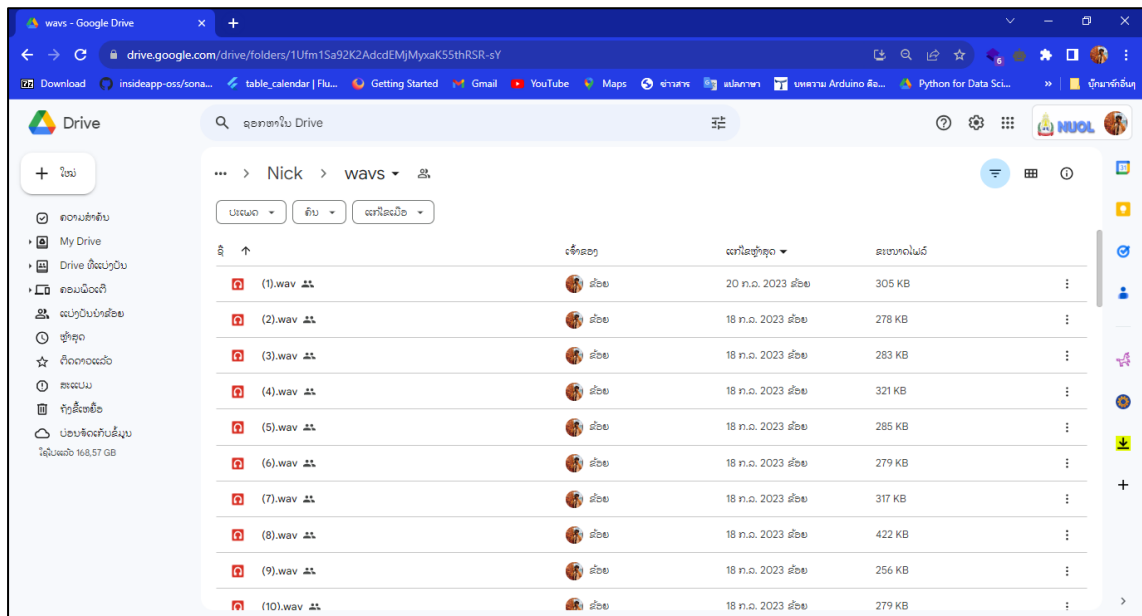 wavs - Google Drive
drive.google.com/drive/folders/1Ufm1Sa92K2AdcdEMjMyxaK55thRSR-sY
6
Download insideapp-oss/sona... table_calendar | Flu... Getting Started Gmail YouTube Maps ข่าวสาร แปลภาษา บทความ Arduino คือ... Python for Data Sci... » บุ๊กมาร์กอื่นๆ
Drive
ຊອກຫາໃນ Drive
NUOL
ໃໝ່
... > Nick > wavs
ປະເພດ ຄົນ ແກ້ໄຂເມື່ອ
ຄວາມສຳຄັນ
My Drive
Drive ທີ່ແບ່ງປັນ
ຄອມພິວເຕີ
ແບ່ງປັນນຳຂ້ອຍ
ຫຼ້າສຸດ
ຕິດດາວແລ້ວ
ສະແປມ
ຖັງຂີ້ເຫຍື້ອ
ບ່ອນຈັດເກັບຂໍ້ມູນ
ໃຊ້ໄປແລ້ວ 168,57 GB
ຊື່ ເຈົ້າຂອງ ແກ້ໄຂຫຼ້າສຸດ ຂະໜາດໄຟລ໌
(1).wav ຂ້ອຍ 20 ກ.ລ. 2023 ຂ້ອຍ 305 KB
(2).wav ຂ້ອຍ 18 ກ.ລ. 2023 ຂ້ອຍ 278 KB
(3).wav ຂ້ອຍ 18 ກ.ລ. 2023 ຂ້ອຍ 283 KB
(4).wav ຂ້ອຍ 18 ກ.ລ. 2023 ຂ້ອຍ 321 KB
(5).wav ຂ້ອຍ 18 ກ.ລ. 2023 ຂ້ອຍ 285 KB
(6).wav ຂ້ອຍ 18 ກ.ລ. 2023 ຂ້ອຍ 279 KB
(7).wav ຂ້ອຍ 18 ກ.ລ. 2023 ຂ້ອຍ 317 KB
(8).wav ຂ້ອຍ 18 ກ.ລ. 2023 ຂ້ອຍ 422 KB
(9).wav ຂ້ອຍ 18 ກ.ລ. 2023 ຂ້ອຍ 256 KB
(10).wav ຂ້ອຍ 18 ກ.ລ. 2023 ຂ້ອຍ 279 KB